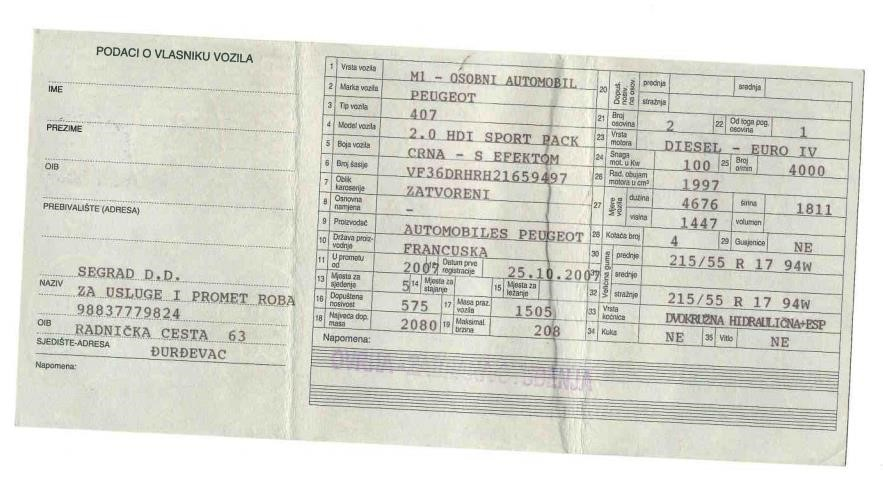 PODACI O VLASNIKU VOZILA
IME
PREZIME
OIB
PREBIVALIŠTE (ADRESA)
SEGRAD D.D.
NAZIV ZA USLUGE I PROMET ROBA
98837779824
OIB RADNIČKA CESTA 63
SJEDIŠTE-ADRESA
ĐURĐEVAC
Napomena:
1 Vrsta vozila M1 - OSOBNI AUTOMOBIL
2 Marka vozila PEUGEOT
3 Tip vozila 407
4 Model vozila 2.0 HDI SPORT PACK
5 Boja vozila CRNA - S EFEKTOM
6 Broj šasije VF36DRHRH21659497
7 Oblik karoserije ZATVORENI
8 Osnovna namjena -
9 Proizvođač AUTOMOBILES PEUGEOT
10 Država proizvodnje FRANCUSKA
11 U prometu od 2007 Datum prve registracije 25.10.2007
13 Mjesta za sjedenje 5 14 Mjesta za stajanje 15 Mjesta za ležanje
16 Dopuštena nosivost 575 17 Masa praz. vozila 1505
18 Najveća dop. masa 2080 19 Maksimal. brzina 208
Napomena:
20 Dopuš. nosiv. na osov. prednja srednja
stražnja
21 Broj osovina 2 22 Od toga pog. osovina 1
23 Vrsta motora DIESEL - EURO IV
24 Snaga mot. u Kw 100 25 Broj o/min 4000
26 Rad. obujam motora u cm³ 1997
27 Mjere vozila dužina 4676 širina 1811
visina 1447 volumen
28 Kotača broj 4 29 Gusjenice NE
30 Veličina guma prednje 215/55 R 17 94W
srednje
32 stražnje 215/55 R 17 94W
33 Vrsta kočnica DVOKRUŽNA HIDRAULIČNA+ESP
34 Kuka NE 35 Vitlo NE